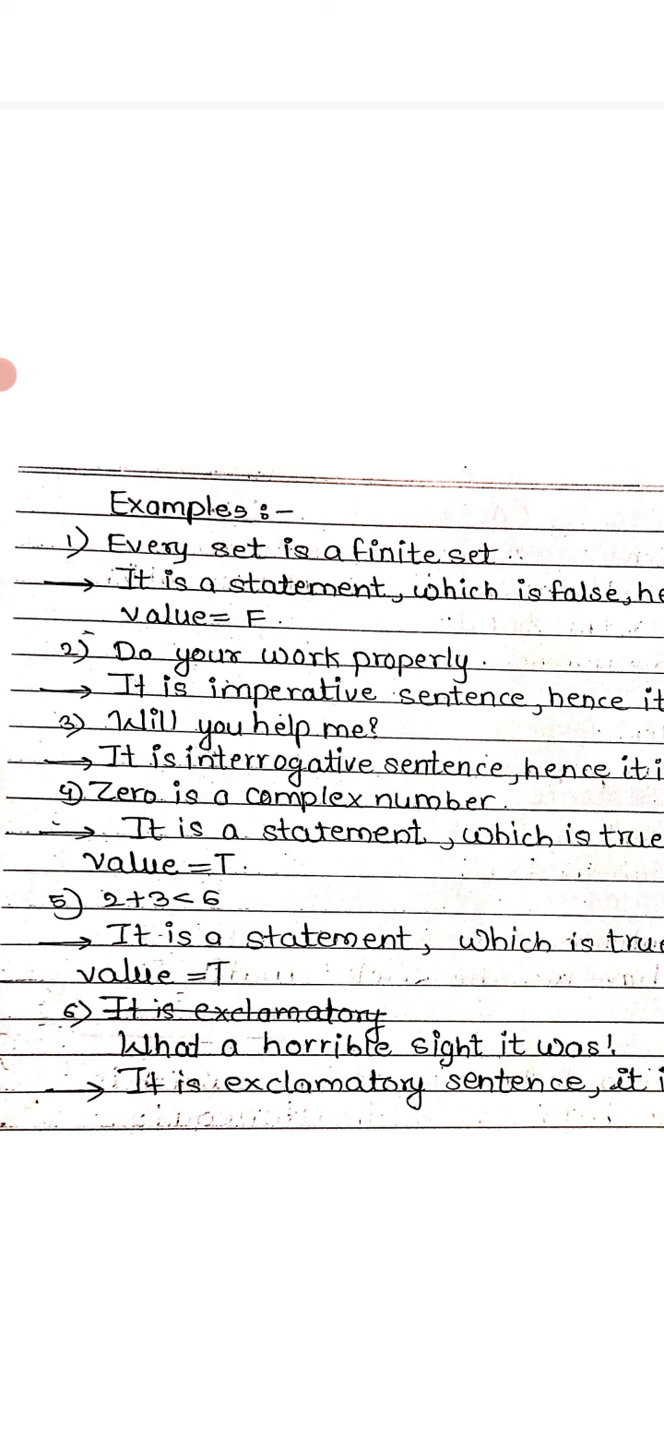 Examples :-
1) Every set is a finite set.
→ It is a statement, which is false, he
value = F.
2) Do your work properly.
→ It is imperative sentence, hence it
3) Will you help me?
→ It is interrogative sentence, hence it i
4) Zero is a complex number.
→ It is a statement, which is true
value = T.
5) 2+3<6
→ It is a statement, which is true
value = T
6) It is exclamatory
What a horrible sight it was!
→ It is exclamatory sentence, it i